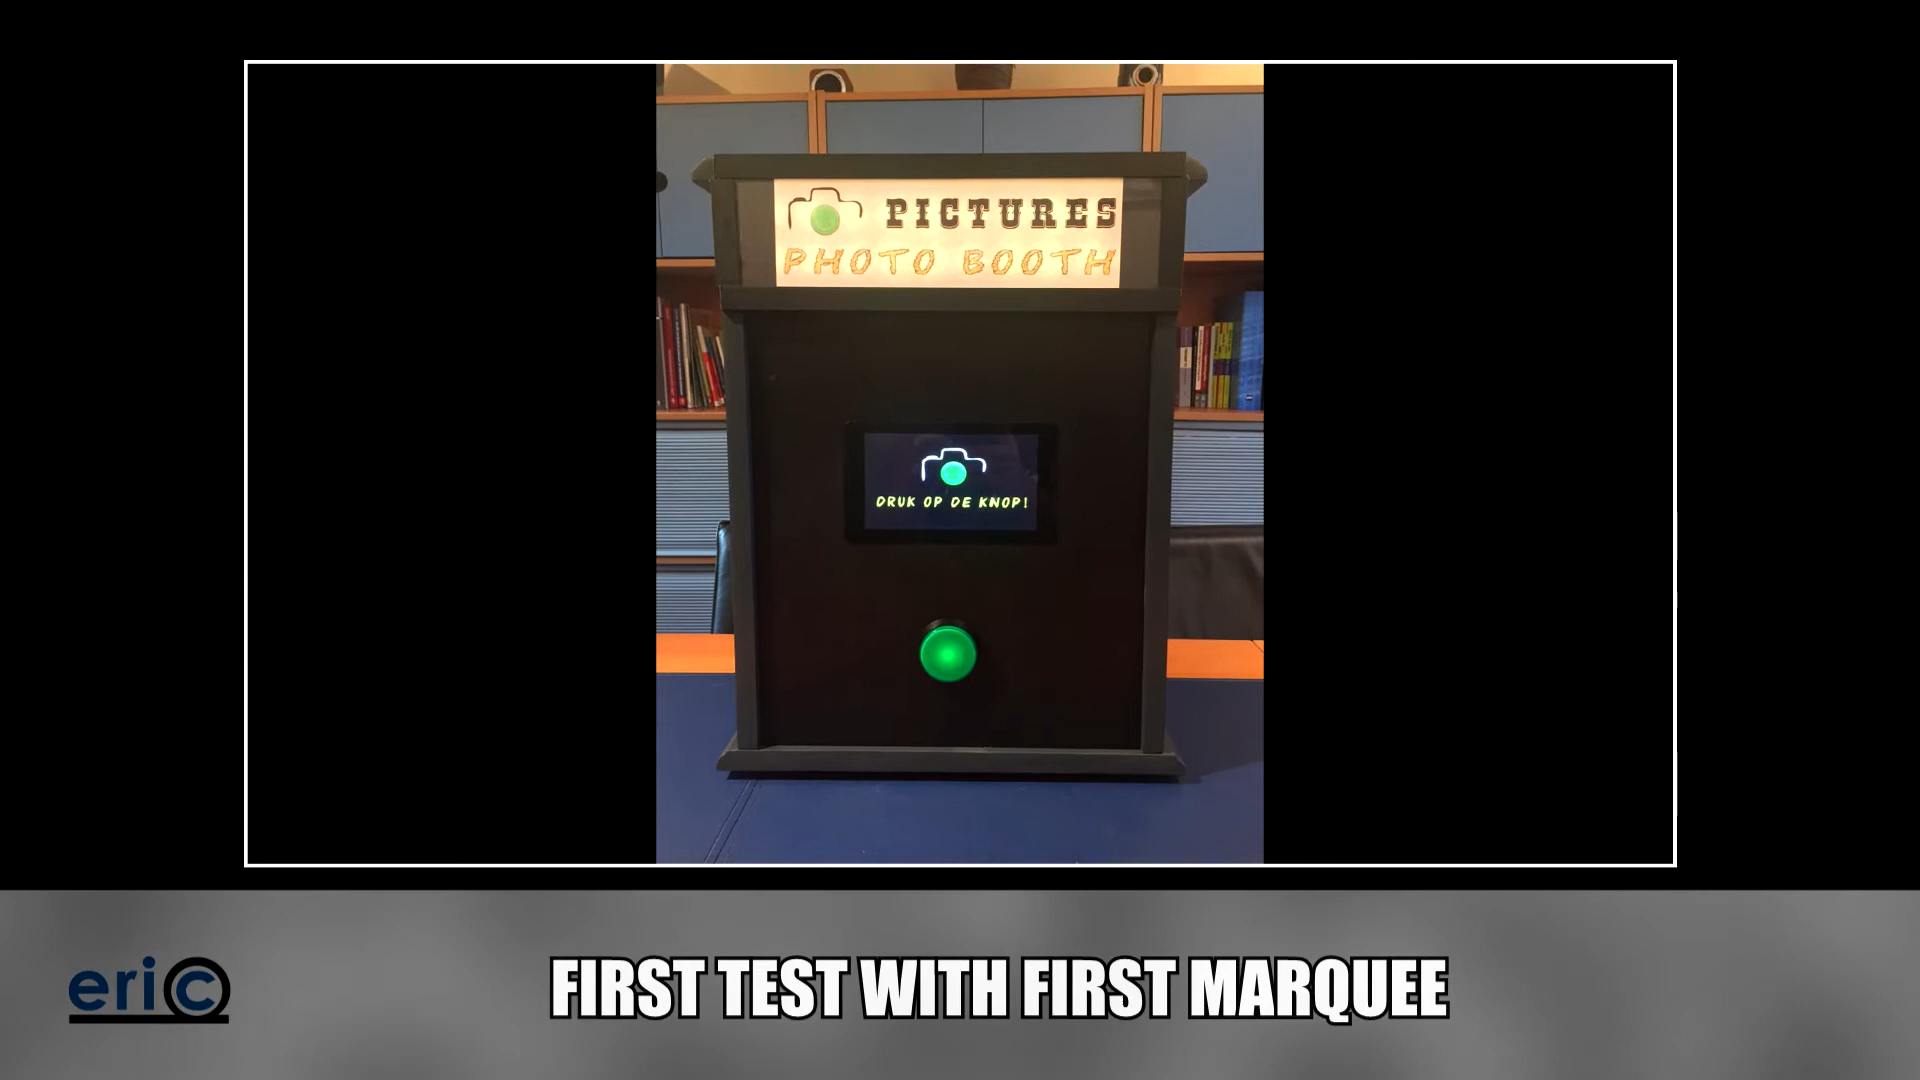 PICTURES
PHOTO BOOTH
DRUK OP DE KNOP!
eric
FIRST TEST WITH FIRST MARQUEE